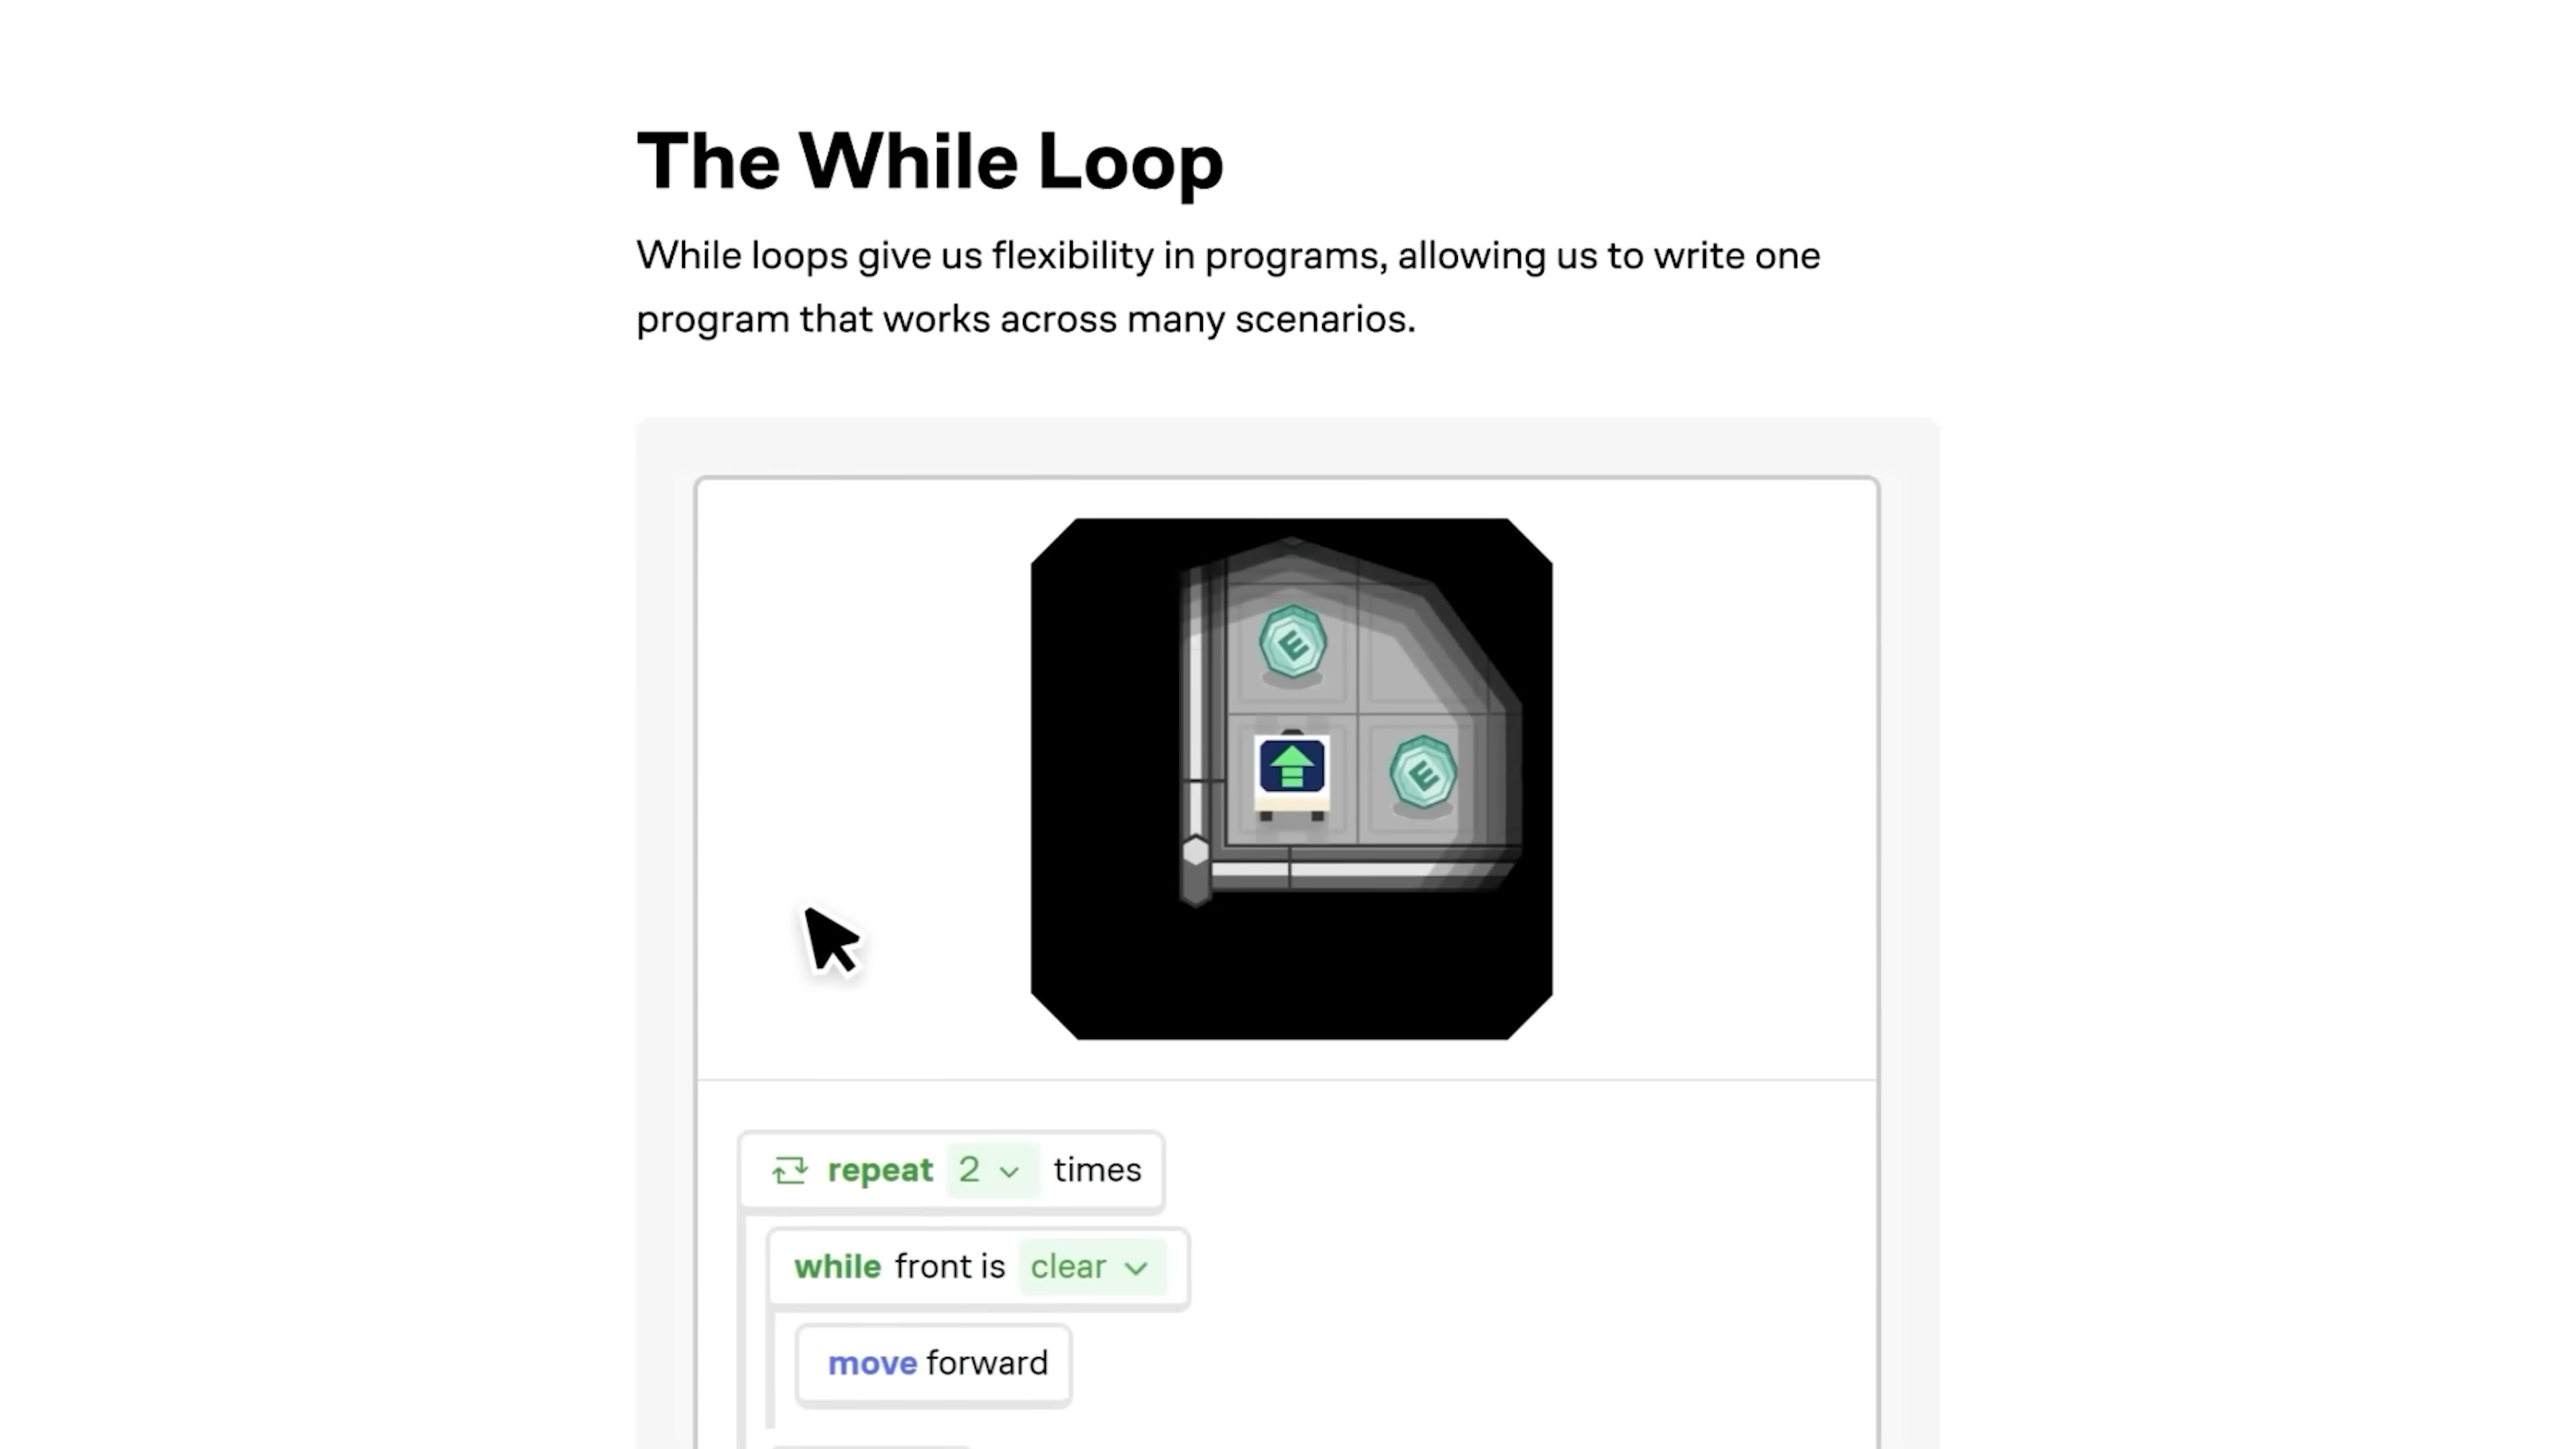 The While Loop
While loops give us flexibility in programs, allowing us to write one
program that works across many scenarios.
E
E
repeat 2 times
while front is clear
move forward